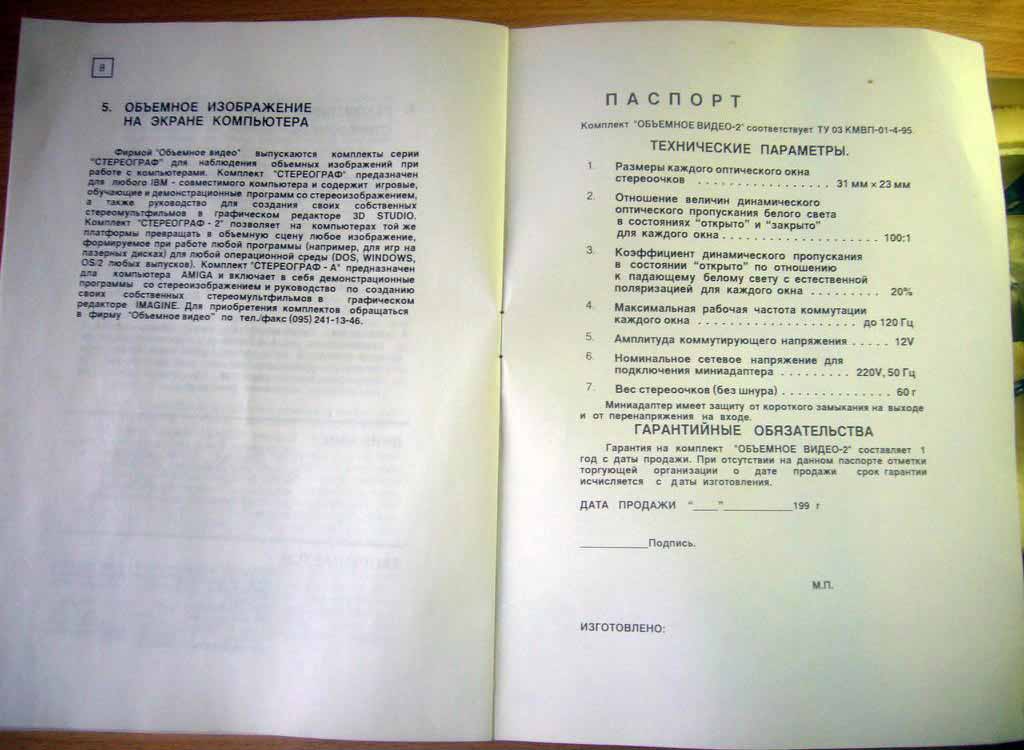 8
5. ОБЪЕМНОЕ ИЗОБРАЖЕНИЕ
НА ЭКРАНЕ КОМПЬЮТЕРА
Фирмой "Объемное видео" выпускаются комплекты серии
"СТЕРЕОГРАФ" для наблюдения объемных изображений при
работе с компьютерами. Комплект "СТЕРЕОГРАФ" предназначен
для любого IBM - совместимого компьютера и содержит игровые,
обучающие и демонстрационные программ со стереоизображением,
а также руководство для создания своих собственных
стереомультфильмов в графическом редакторе 3D STUDIO.
Комплект "СТЕРЕОГРАФ - 2" позволяет на компьютерах той же
платформы превращать в объемную сцену любое изображение,
формируемое при работе любой программы (например, для игр на
лазерных дисках) для любой операционной среды (DOS, WINDOWS,
OS/2 любых выпусков). Комплект "СТЕРЕОГРАФ - А" предназначен
для компьютера AMIGA и включает в себя демонстрационные
программы со стереоизображением и руководство по созданию
своих собственных стереомультфильмов в графическом
редакторе IMAGINE. Для приобретения комплектов обращаться
в фирму "Объемное видео" по тел./факс (095) 241-13-46.
ПАСПОРТ
Комплект "ОБЪЕМНОЕ ВИДЕО-2" соответствует ТУ 03 КМВП-01-4-95.
ТЕХНИЧЕСКИЕ ПАРАМЕТРЫ.
1. Размеры каждого оптического окна
стереоочков . . . . . . . . . . . . . . 31 мм × 23 мм
2. Отношение величин динамического
оптического пропускания белого света
в состояниях "открыто" и "закрыто"
для каждого окна . . . . . . . . . . . . . . . . . 100:1
3. Коэффициент динамического пропускания
в состоянии "открыто" по отношению
к падающему белому свету с естественной
поляризацией для каждого окна . . . . . . . . . 20%
4. Максимальная рабочая частота коммутации
каждого окна . . . . . . . . . . . . . . . . . до 120 Гц
5. Амплитуда коммутирующего напряжения . . . . . 12V
6. Номинальное сетевое напряжение для
подключения миниадаптера . . . . . . . . . 220V, 50 Гц
7. Вес стереоочков (без шнура) . . . . . . . . . . . . 60 г
Миниадаптер имеет защиту от короткого замыкания на выходе
и от перенапряжения на входе.
ГАРАНТИЙНЫЕ ОБЯЗАТЕЛЬСТВА
Гарантия на комплект "ОБЪЕМНОЕ ВИДЕО-2" составляет 1
год с даты продажи. При отсутствии на данном паспорте отметки
торгующей организации о дате продажи срок гарантии
исчисляется с даты изготовления.
ДАТА ПРОДАЖИ "____"____________199 г
____________Подпись.
М.П.
ИЗГОТОВЛЕНО: